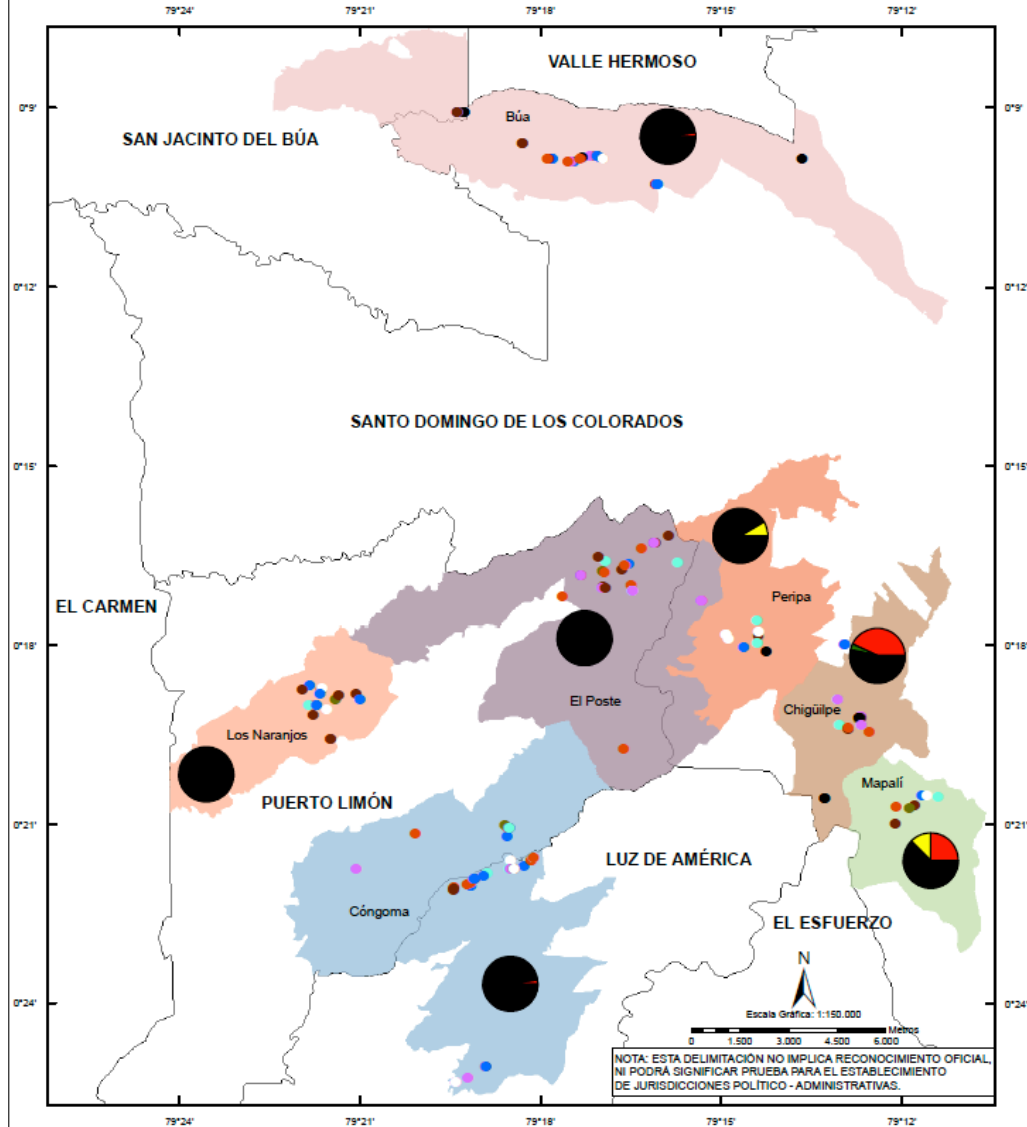 79°24' 79°21' 79°18' 79°15' 79°12'
VALLE HERMOSO
0°9' 0°9'
Búa
SAN JACINTO DEL BÚA
0°12' 0°12'
SANTO DOMINGO DE LOS COLORADOS
0°15' 0°15'
EL CARMEN
Peripa
0°18' 0°18'
El Poste
Chigüilpe
Los Naranjos
Mapalí
PUERTO LIMÓN
0°21' 0°21'
LUZ DE AMÉRICA
Cóngoma
EL ESFUERZO
N
0°24' 0°24'
Escala Gráfica: 1:150.000
Metros
0 1.500 3.000 4.500 6.000
NOTA: ESTA DELIMITACIÓN NO IMPLICA RECONOCIMIENTO OFICIAL,
NI PODRÁ SIGNIFICAR PRUEBA PARA EL ESTABLECIMIENTO
DE JURISDICCIONES POLÍTICO - ADMINISTRATIVAS.
79°24' 79°21' 79°18' 79°15' 79°12'